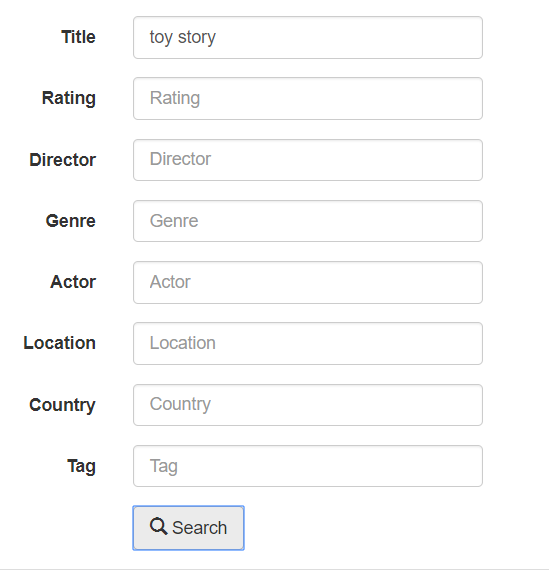 Title toy story
Rating Rating
Director Director
Genre Genre
Actor Actor
Location Location
Country Country
Tag Tag
Search